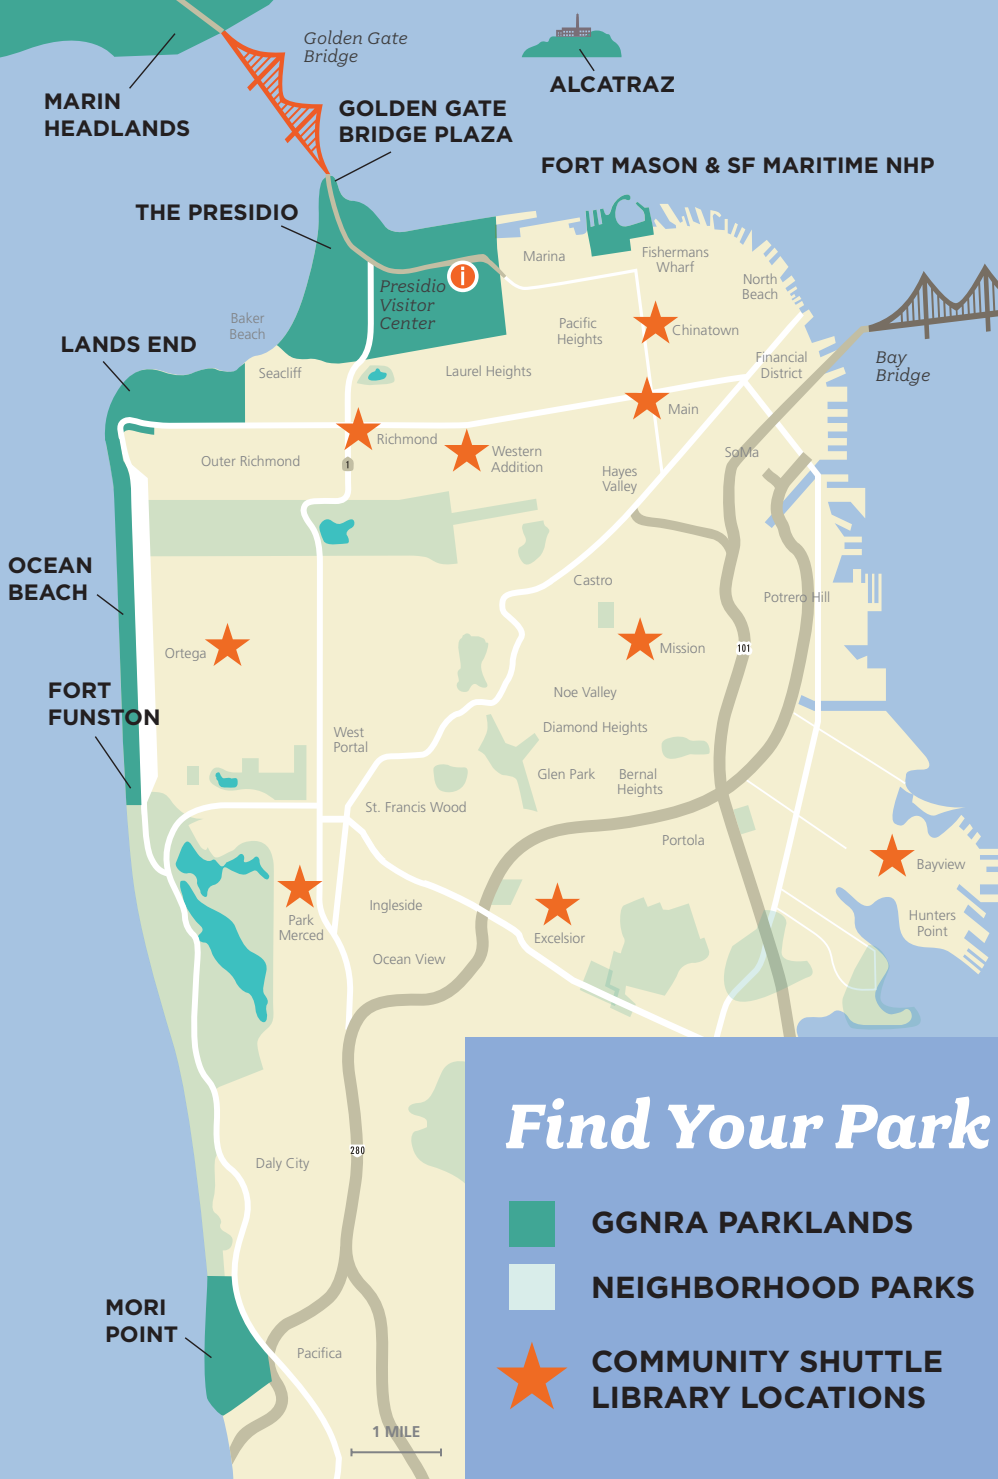 Golden Gate
Bridge
ALCATRAZ
MARIN
HEADLANDS
GOLDEN GATE
BRIDGE PLAZA
FORT MASON & SF MARITIME NHP
THE PRESIDIO
Marina
Fishermans
Wharf
North
Beach
i
Presidio
Visitor
Center
Baker
Beach
Pacific
Heights
Chinatown
LANDS END
Seacliff
Laurel Heights
Financial
District
Bay
Bridge
Main
Richmond
Western
Addition
SoMa
Outer Richmond
1
Hayes
Valley
OCEAN
BEACH
Castro
Potrero Hill
Ortega
Mission
101
FORT
FUNSTON
Noe Valley
West
Portal
Diamond Heights
Glen Park
Bernal
Heights
St. Francis Wood
Portola
Bayview
Park
Merced
Ingleside
Excelsior
Hunters
Point
Ocean View
Find Your Park
280
Daly City
GGNRA PARKLANDS
NEIGHBORHOOD PARKS
MORI
POINT
Pacifica
COMMUNITY SHUTTLE
LIBRARY LOCATIONS
1 MILE